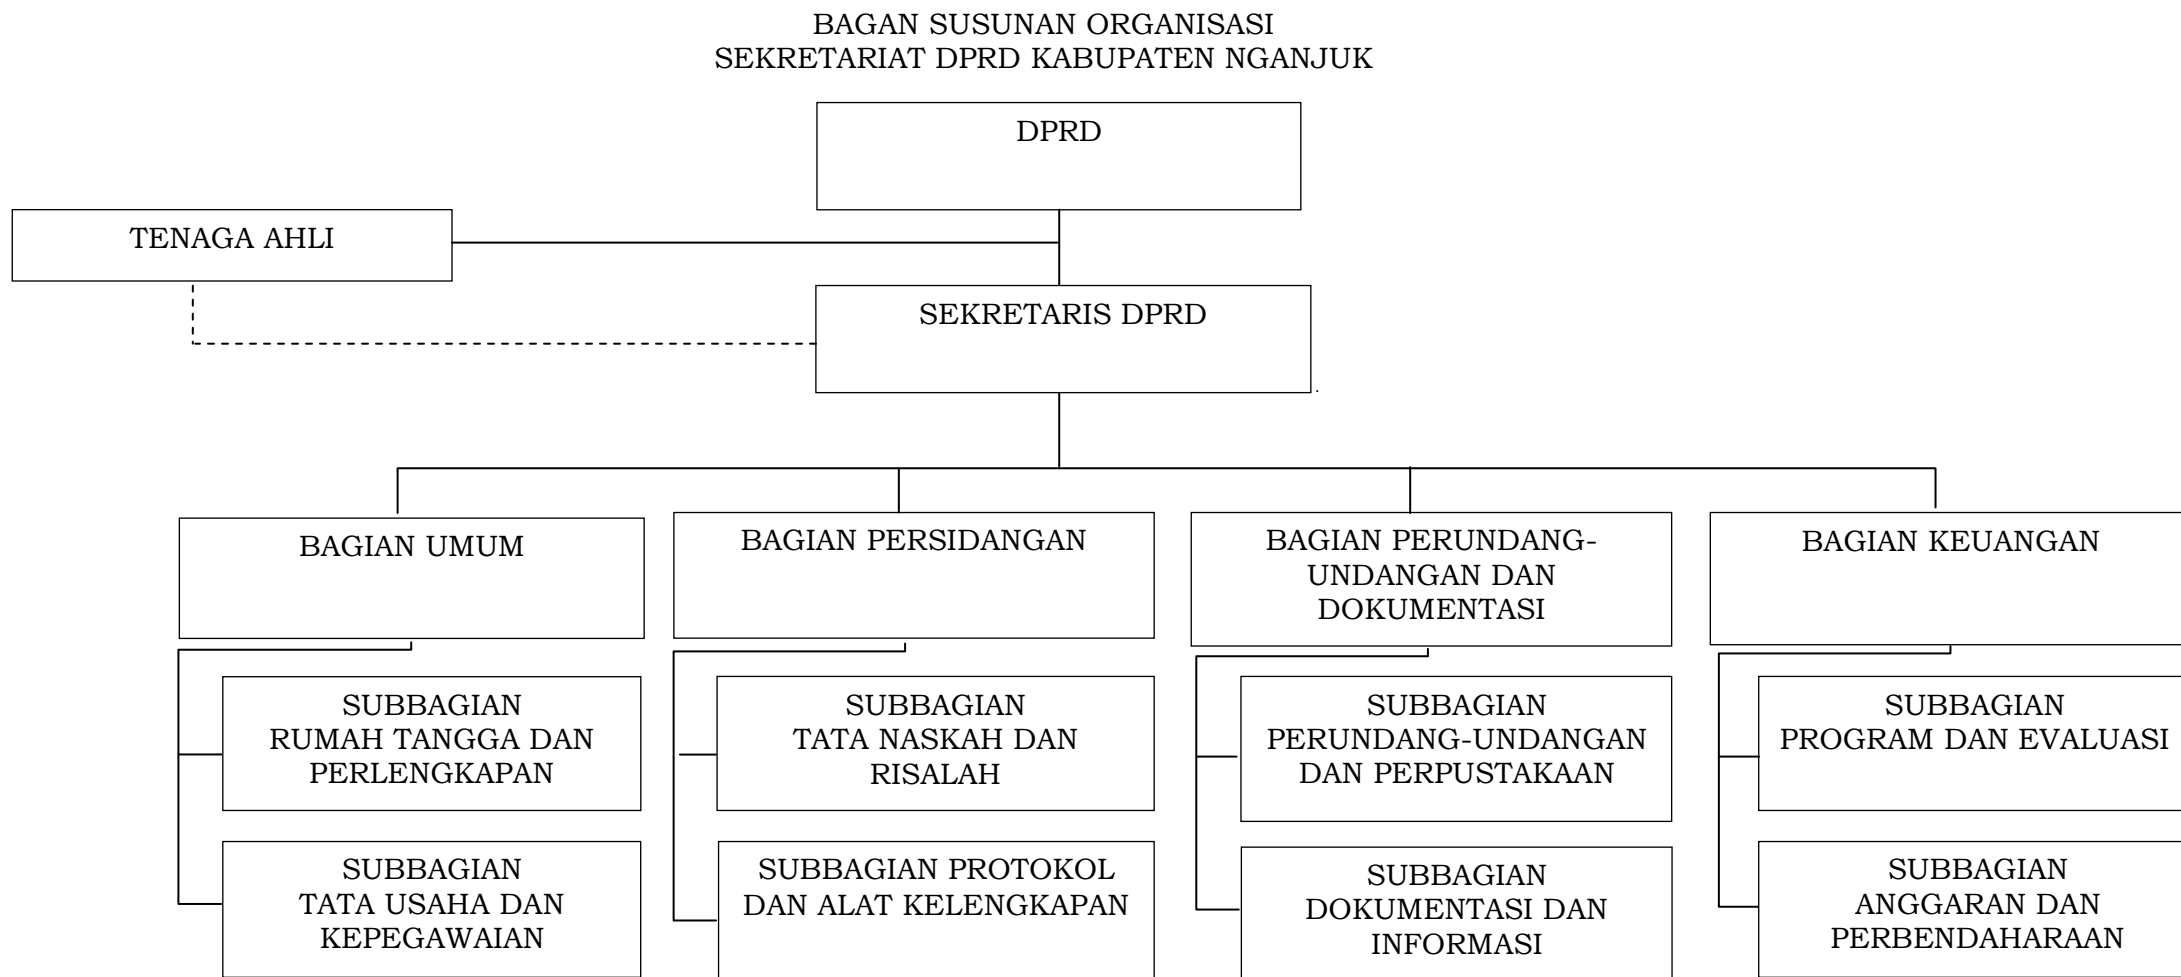 BAGAN SUSUNAN ORGANISASI
SEKRETARIAT DPRD KABUPATEN NGANJUK
DPRD
TENAGA AHLI
SEKRETARIS DPRD
BAGIAN UMUM
BAGIAN PERSIDANGAN
BAGIAN PERUNDANG-
UNDANGAN DAN
DOKUMENTASI
BAGIAN KEUANGAN
SUBBAGIAN
RUMAH TANGGA DAN
PERLENGKAPAN
SUBBAGIAN
TATA NASKAH DAN
RISALAH
SUBBAGIAN
PERUNDANG-UNDANGAN
DAN PERPUSTAKAAN
SUBBAGIAN
PROGRAM DAN EVALUASI
SUBBAGIAN
TATA USAHA DAN
KEPEGAWAIAN
SUBBAGIAN PROTOKOL
DAN ALAT KELENGKAPAN
SUBBAGIAN
DOKUMENTASI DAN
INFORMASI
SUBBAGIAN
ANGGARAN DAN
PERBENDAHARAAN